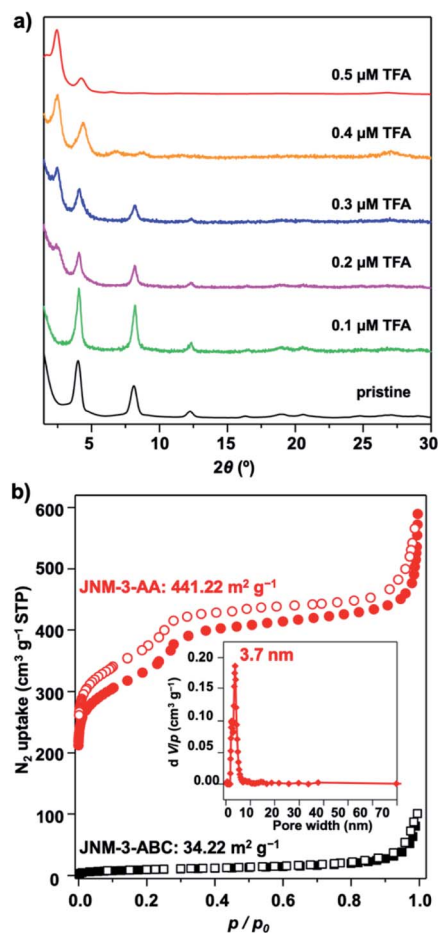 a)
0.5 µM TFA
0.4 µM TFA
0.3 µM TFA
0.2 µM TFA
0.1 µM TFA
pristine
5 10 15 20 25 30
2θ (º)
b)
600
500
400
300
200
100
0
N₂ uptake (cm³ g⁻¹ STP)
JNM-3-AA: 441.22 m² g⁻¹
3.7 nm
0.20
0.15
0.10
0.05
0.00
d V/p (cm³ g⁻¹)
0 10 20 30 40 50 60 70
Pore width (nm)
JNM-3-ABC: 34.22 m² g⁻¹
0.0 0.2 0.4 0.6 0.8 1.0
p / p₀